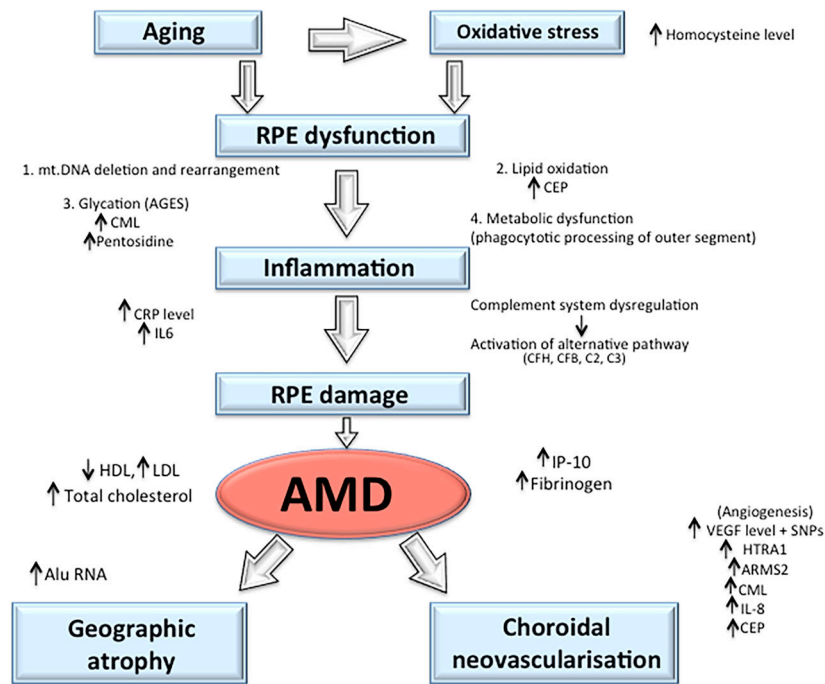 Aging
Oxidative stress
↑ Homocysteine level
RPE dysfunction
1. mt.DNA deletion and rearrangement
2. Lipid oxidation
↑ CEP
3. Glycation (AGES)
↑ CML
↑Pentosidine
4. Metabolic dysfunction
(phagocytotic processing of outer segment)
Inflammation
↑ CRP level
↑ IL6
Complement system dysregulation
↓
Activation of alternative pathway
(CFH, CFB, C2, C3)
RPE damage
↓ HDL,↑ LDL
↑ Total cholesterol
AMD
↑IP-10
↑Fibrinogen
(Angiogenesis)
↑ VEGF level + SNPs
↑ HTRA1
↑ARMS2
↑CML
↑IL-8
↑CEP
↑Alu RNA
Geographic
atrophy
Choroidal
neovascularisation